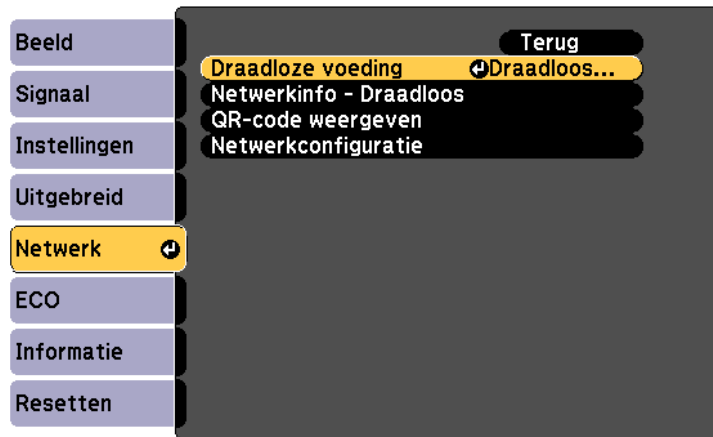 Beeld
Signaal
Instellingen
Uitgebreid
Netwerk
ECO
Informatie
Resetten
Terug
Draadloze voeding Draadloos...
Netwerkinfo - Draadloos
QR-code weergeven
Netwerkconfiguratie